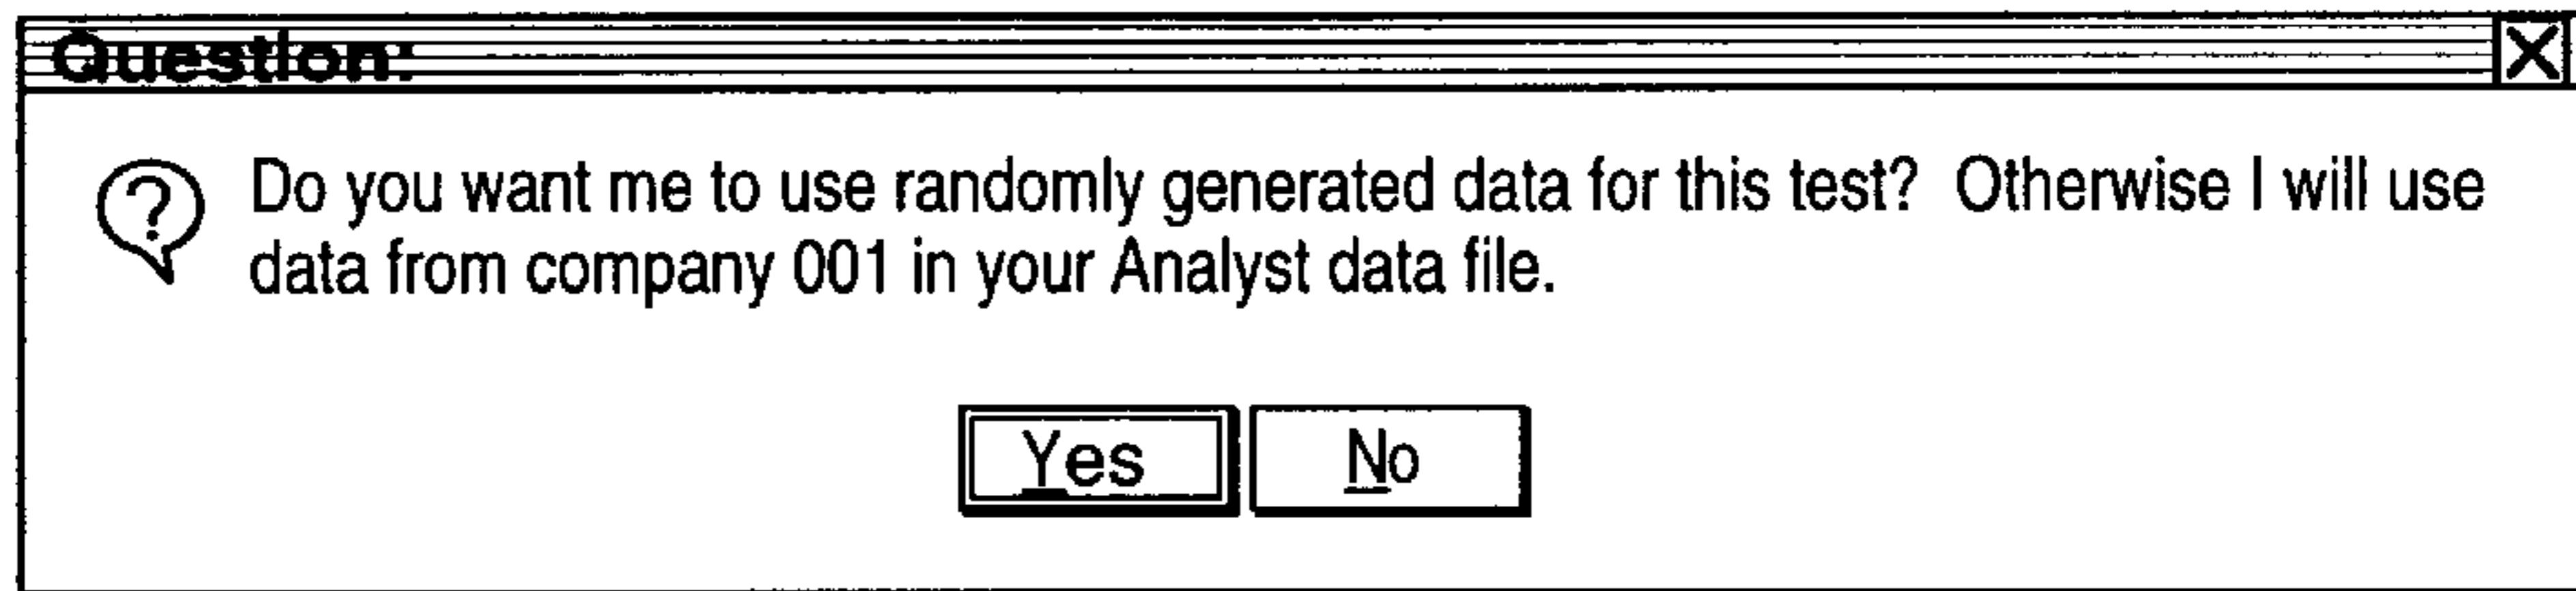 Question:
Do you want me to use randomly generated data for this test?  Otherwise I will use
data from company 001 in your Analyst data file.
Yes
No